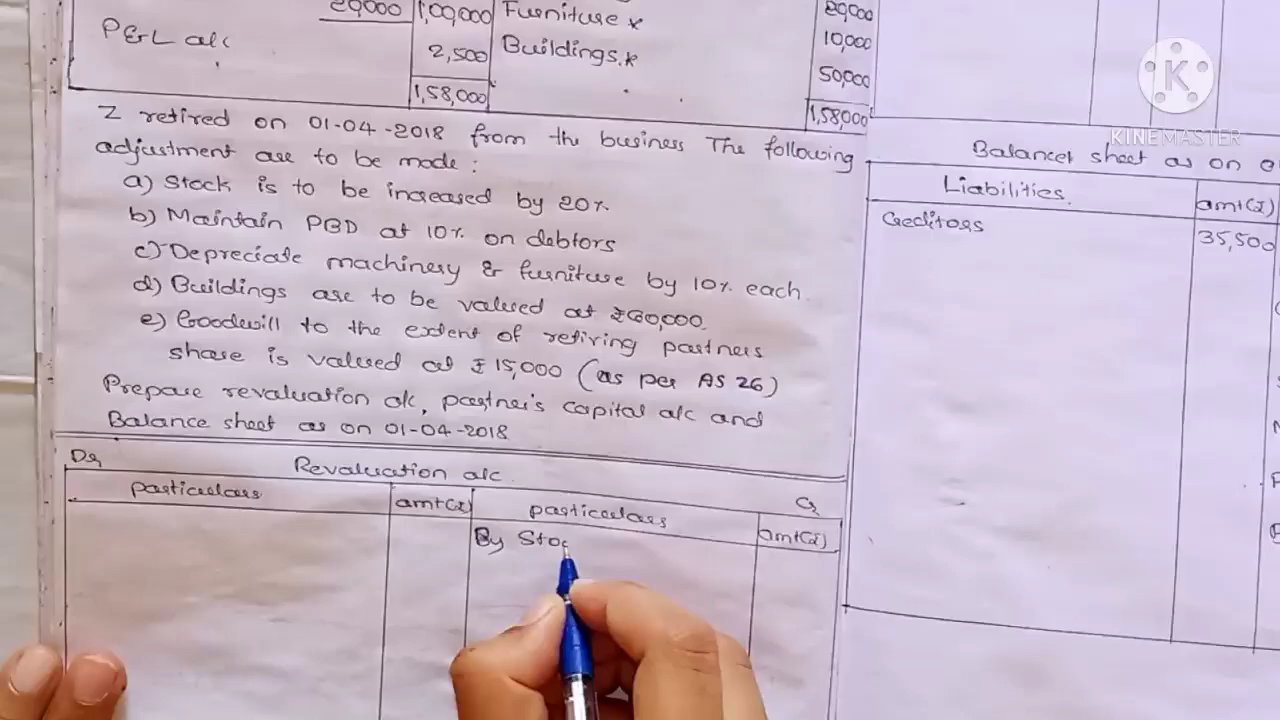 20,000 1,00,000 Furniture x 20,000
P&L a/c 2,500 Buildings x 10,000
50,000
1,58,000 1,58,000
Z retired on 01-04-2018 from the business The following
adjustment are to be made:
a) Stock is to be increased by 20%
b) Maintain PBD at 10% on debtors
c) Depreciate machinery & furniture by 10% each
d) Buildings are to be valued at ₹60,000.
e) Goodwill to the extent of retiring partners
share is valued at ₹15,000 (as per AS 26)
Prepare revaluation a/c, partner's capital a/c and
Balance sheet as on 01-04-2018
Dr Revaluation a/c Cr
particulars amt(₹) particulars amt(₹)
By Stoc
KINEMASTER
Balance sheet as on
Liabilities. amt(₹)
Creditors 35,500